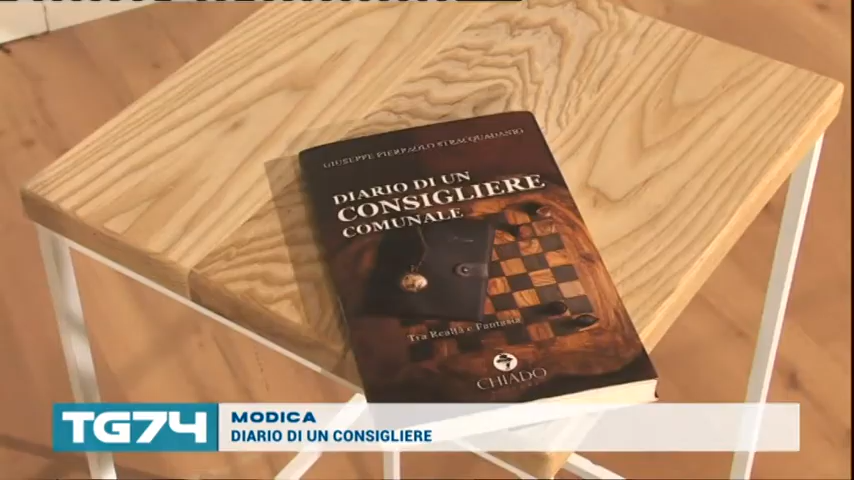 GIUSEPPE PIERPAOLO STRACQUADANIO
DIARIO DI UN
CONSIGLIERE
COMUNALE
Tra Realtà e Fantasia
CHIADO
TG74
MODICA
DIARIO DI UN CONSIGLIERE